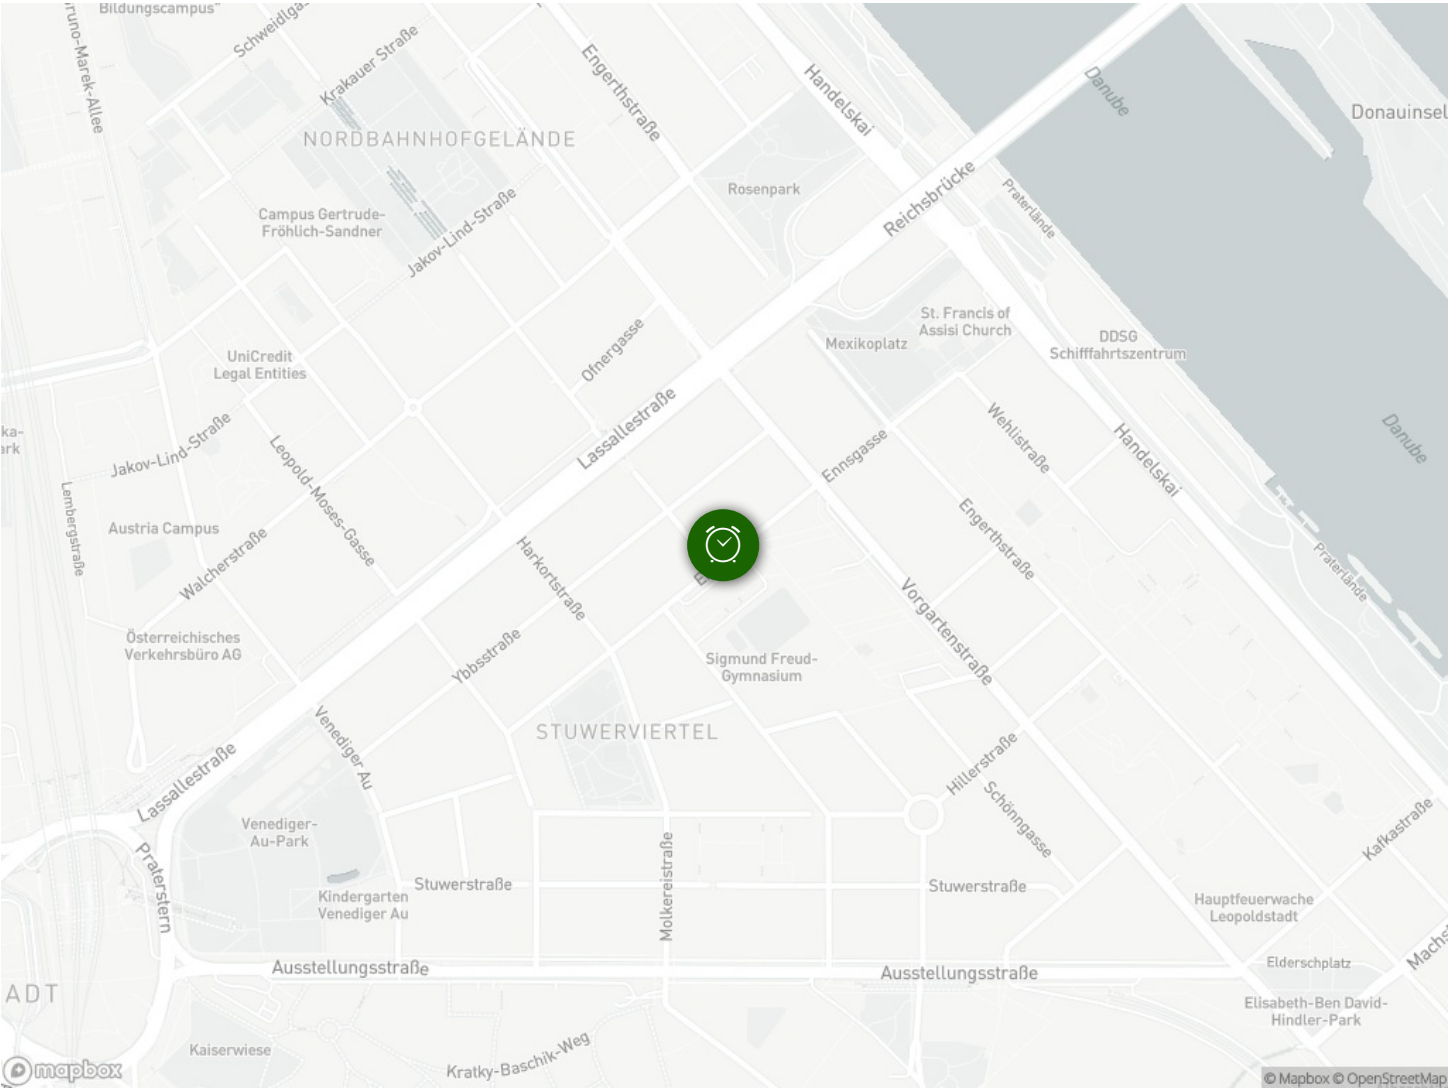 Bildungscampus"
Schweidlga
Krakauer Straße
Engerthstraße
Handelskai
Danube
Donauinsel
runo-Marek-Allee
NORDBAHNHOFGELÄNDE
Rosenpark
Reichsbrücke
Praterlände
Campus Gertrude-
Fröhlich-Sandner
Jakov-Lind-Straße
St. Francis of
Assisi Church
Mexikoplatz
DDSG
Schifffahrtszentrum
UniCredit
Legal Entities
Ofnergasse
Lassallestraße
ka-
ark
Jakov-Lind-Straße
Leopold-Moses-Gasse
Ennsgasse
Wehlistraße
Handelskai
Danube
Lembergstraße
Austria Campus
Walcherstraße
Harkortstraße
E
Engerthstraße
Praterlände
Vorgartenstraße
Österreichisches
Verkehrsbüro AG
Ybbsstraße
Sigmund Freud-
Gymnasium
STUWERVIERTEL
Venediger Au
Lassallestraße
Hillerstraße
Schönngasse
Venediger-
Au-Park
Kafkastraße
Praterstern
Kindergarten
Venediger Au
Stuwerstraße
Molkereistraße
Stuwerstraße
Hauptfeuerwache
Leopoldstadt
Ausstellungsstraße
Ausstellungsstraße
Elderschplatz
Machst
ADT
Elisabeth-Ben David-
Hindler-Park
Kaiserwiese
Kratky-Baschik-Weg
mapbox
© Mapbox © OpenStreetMap